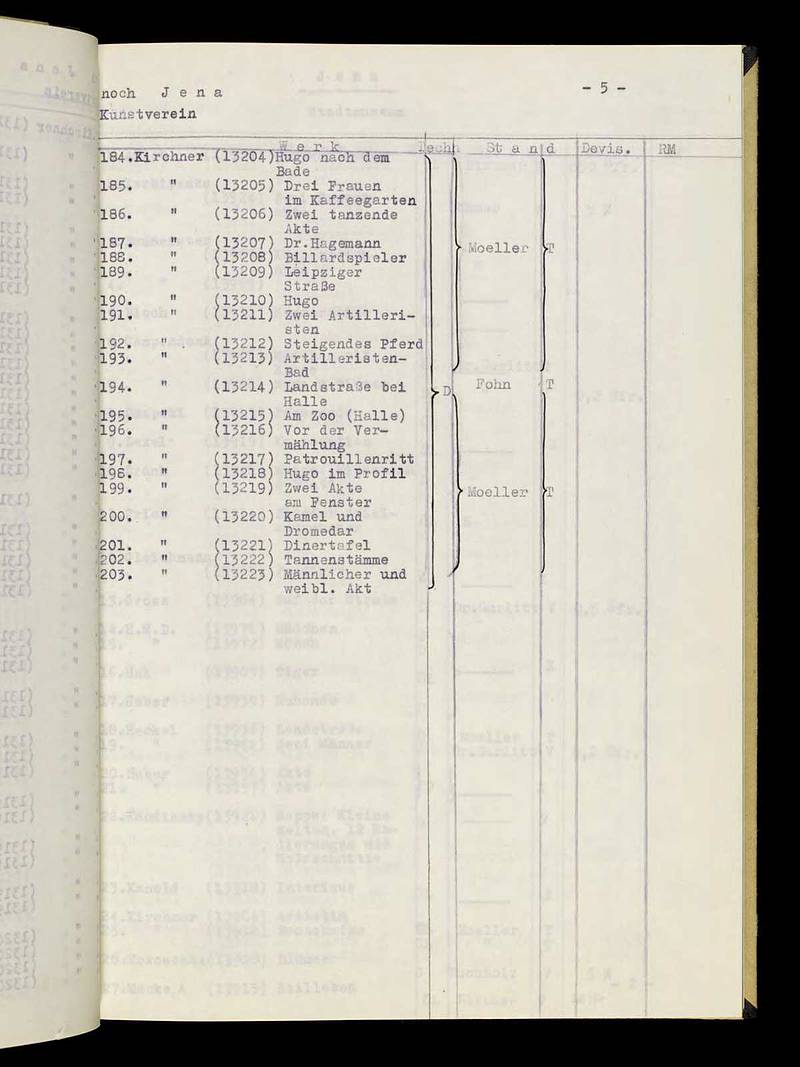 noch J e n a
- 5 -
Kunstverein
W e r k Tech. S t a n d Devis. RM
184.Kirchner (13204)Hugo nach dem
Bade
185. " (13205) Drei Frauen
im Kaffeegarten
186. " (13206) Zwei tanzende
Akte
187. " (13207) Dr.Hagemann Moeller T
188. " (13208) Billardspieler
189. " (13209) Leipziger
Straße
190. " (13210) Hugo
191. " (13211) Zwei Artilleri-
sten
192. " (13212) Steigendes Pferd
193. " (13213) Artilleristen-
Bad
194. " (13214) Landstraße bei D Fohn T
Halle
195. " (13215) Am Zoo (Halle)
196. " (13216) Vor der Ver-
mählung
197. " (13217) Patrouillenritt
198. " (13218) Hugo im Profil
199. " (13219) Zwei Akte Moeller T
am Fenster
200. " (13220) Kamel und
Dromedar
201. " (13221) Dinertafel
202. " (13222) Tannenstämme
203. " (13223) Männlicher und
weibl. Akt